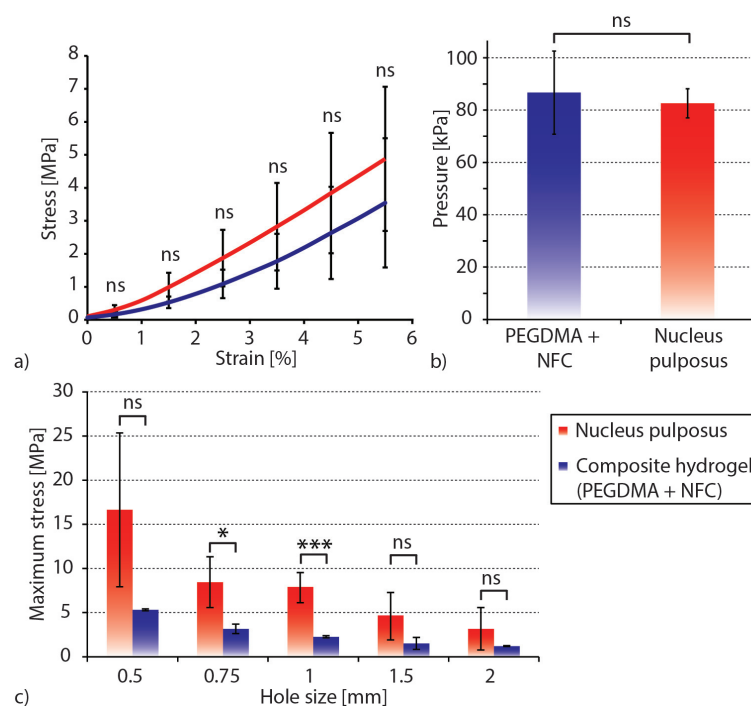 8
7
6
5
4
3
2
1
0
Stress [MPa]
ns
ns
ns
ns
ns
ns
0 1 2 3 4 5 6
Strain [%]
a)
ns
100
80
60
40
20
0
Pressure [kPa]
PEGDMA +
NFC
Nucleus
pulposus
b)
30
25
20
15
10
5
0
Maximum stress [MPa]
ns
*
***
ns
ns
0.5 0.75 1 1.5 2
Hole size [mm]
c)
Nucleus pulposus
Composite hydrogel
(PEGDMA + NFC)